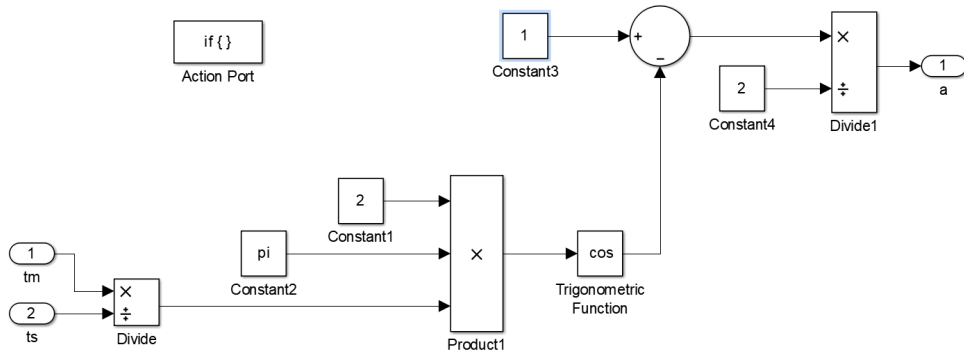 if { }
Action Port
1
Constant3
+
−
×
÷
Divide1
2
Constant4
1
a
2
Constant1
pi
Constant2
×
Product1
cos
Trigonometric
Function
1
tm
2
ts
×
÷
Divide